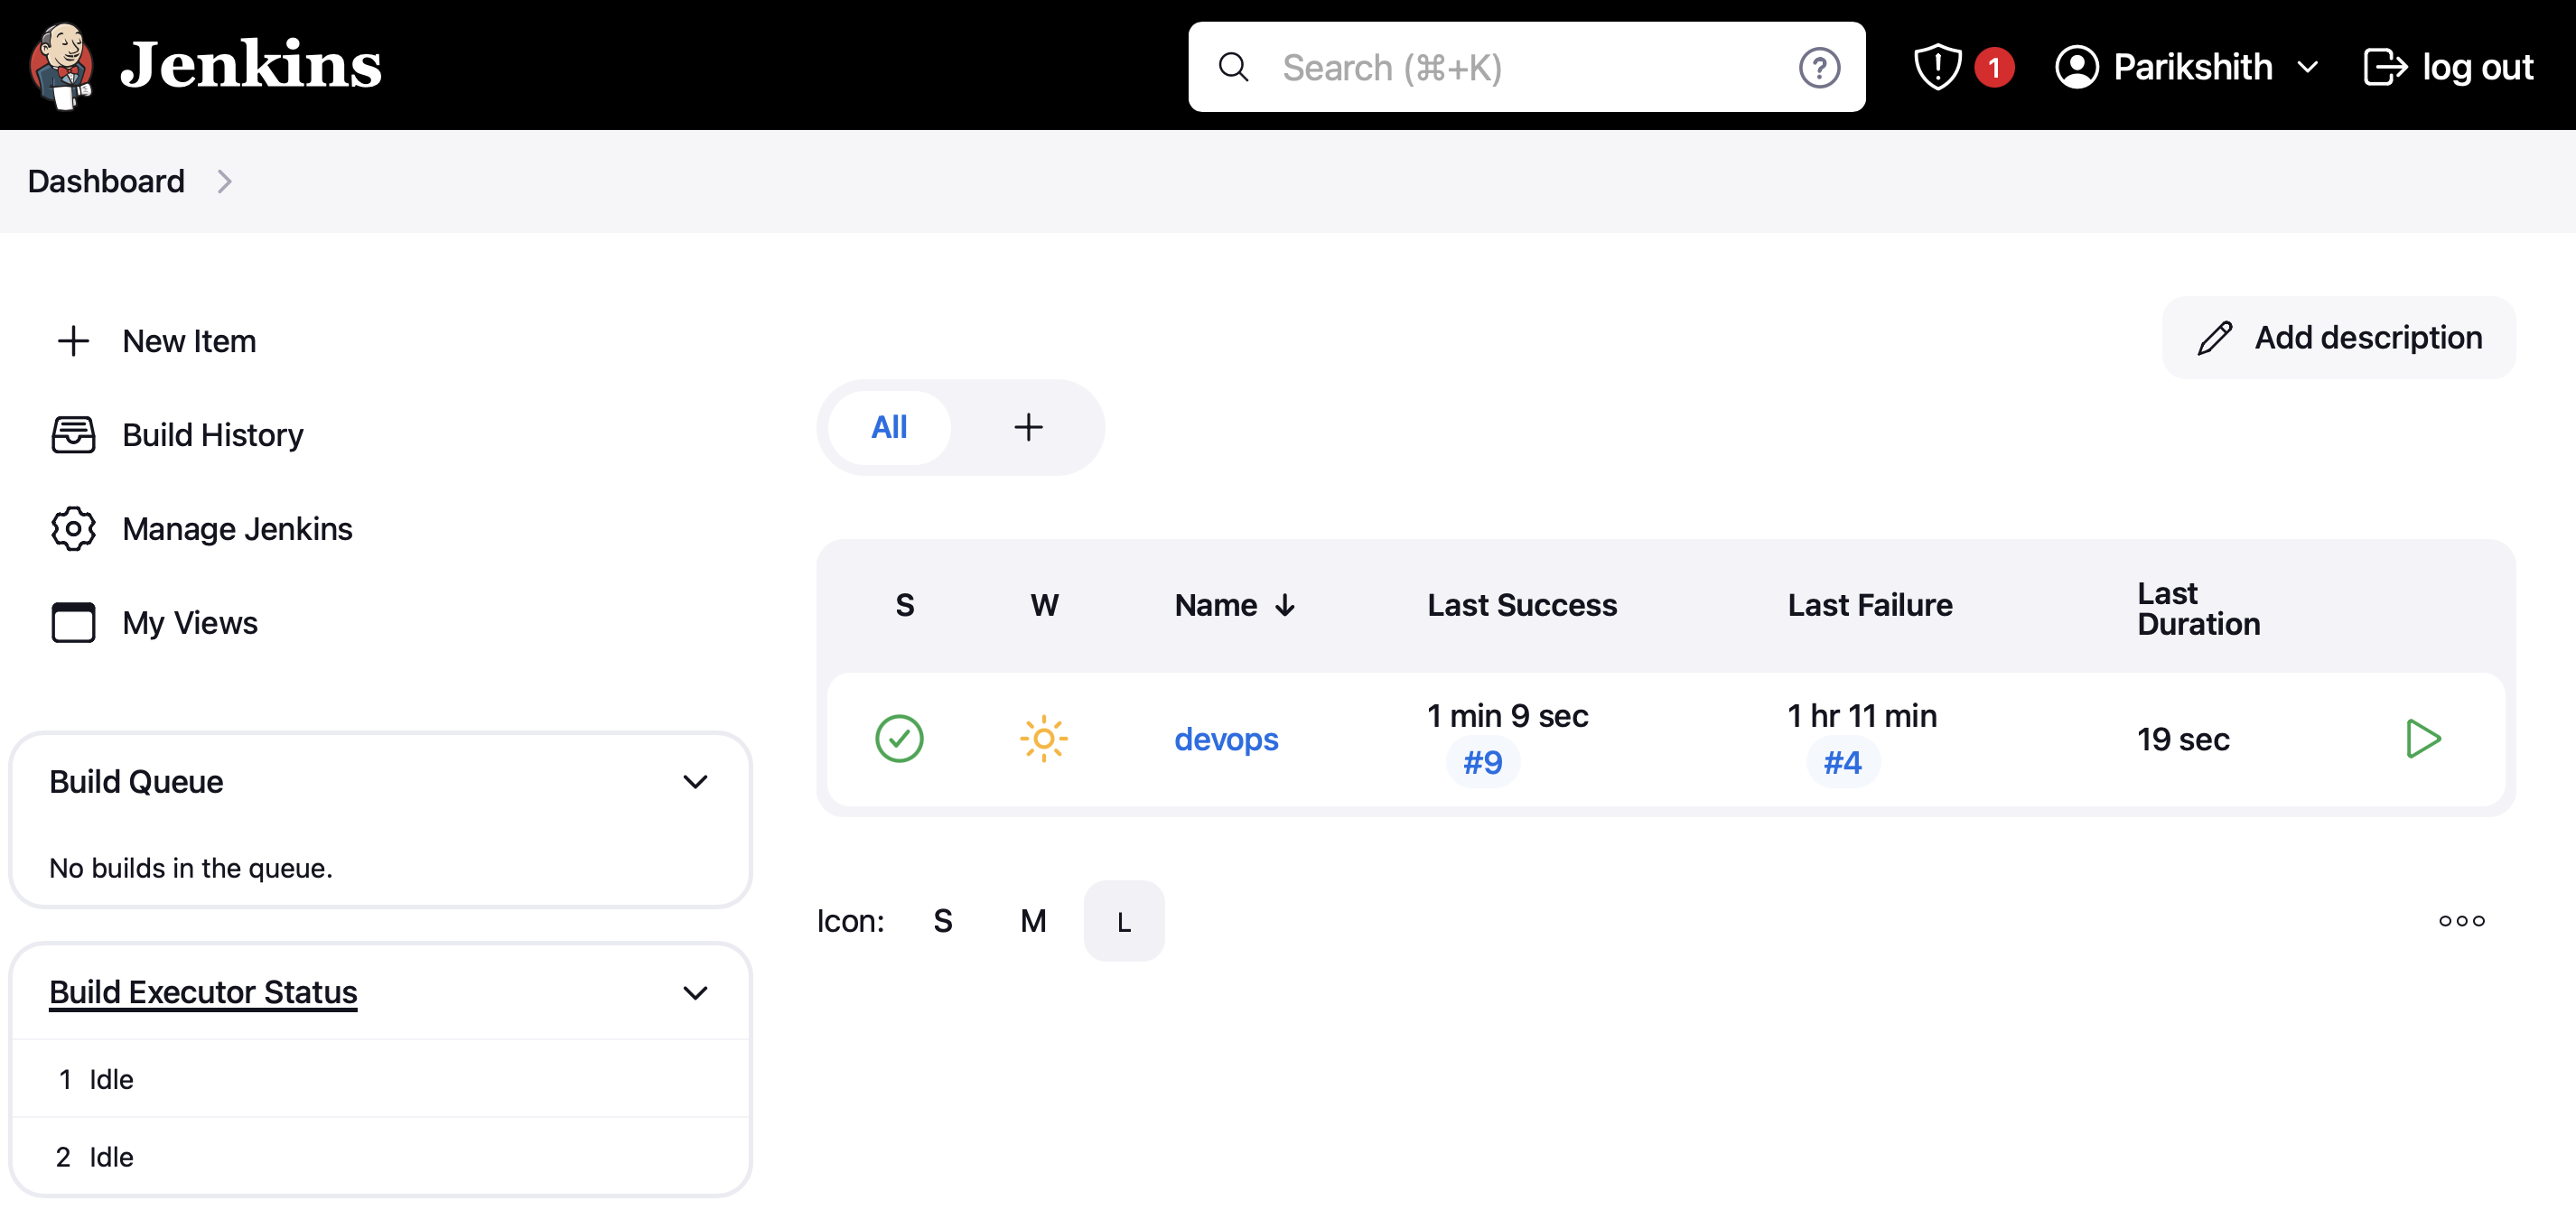 Jenkins
Search (⌘+K)
?
1
Parikshith
log out
Dashboard
New Item
Build History
Manage Jenkins
My Views
Build Queue
No builds in the queue.
Build Executor Status
1 Idle
2 Idle
Add description
All +
S W Name ↓ Last Success Last Failure Last Duration
devops 1 min 9 sec #9 1 hr 11 min #4 19 sec
Icon: S M L